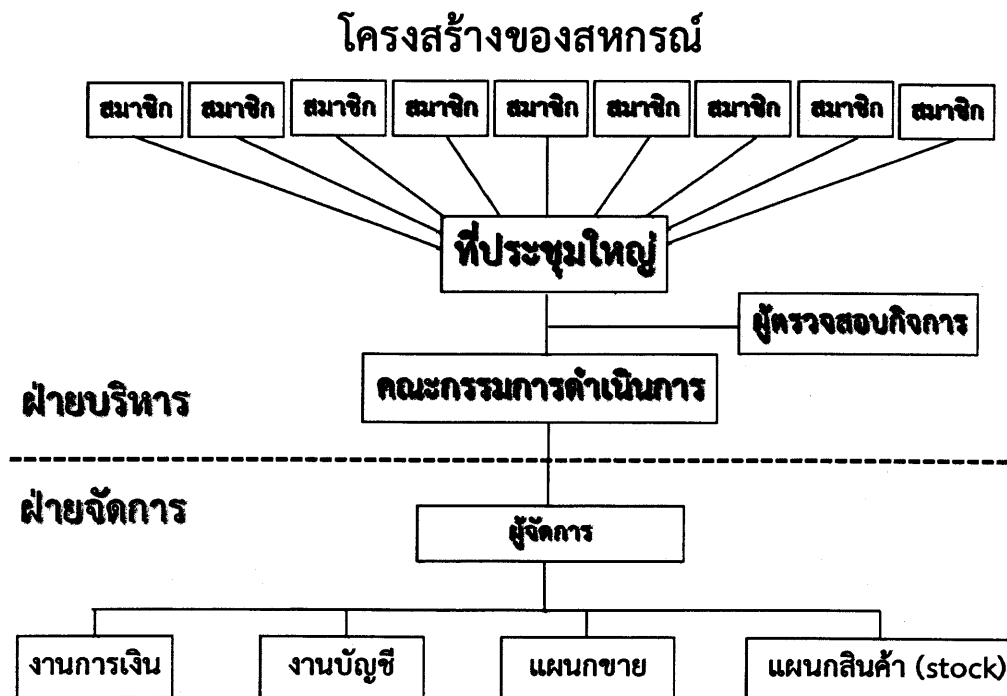 โครงสร้างของสหกรณ์
สมาชิก สมาชิก สมาชิก สมาชิก สมาชิก สมาชิก สมาชิก สมาชิก สมาชิก
ที่ประชุมใหญ่
ผู้ตรวจสอบกิจการ
คณะกรรมการดำเนินการ
ฝ่ายบริหาร
ฝ่ายจัดการ
ผู้จัดการ
งานการเงิน งานบัญชี แผนกขาย แผนกสินค้า (stock)